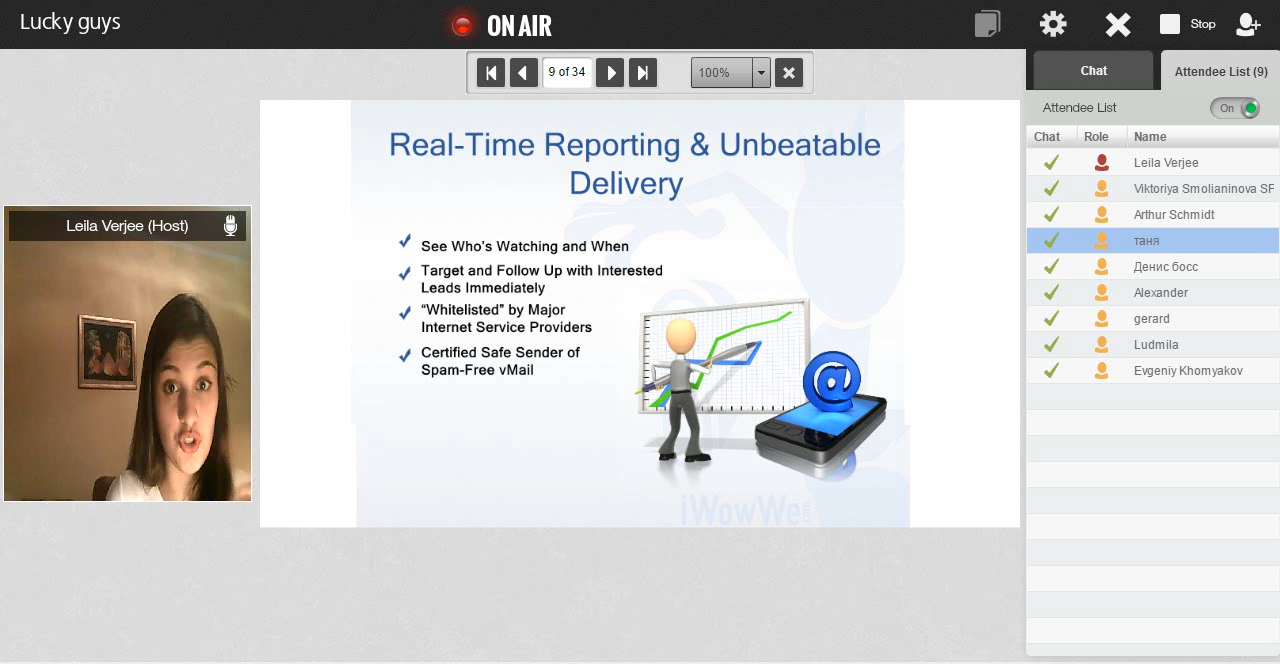 Lucky guys
ON AIR
Stop
9 of 34
100%
Chat
Attendee List (9)
Attendee List
On
Chat Role Name
Leila Verjee
Viktoriya Smolianinova SF
Arthur Schmidt
таня
Денис босс
Alexander
gerard
Ludmila
Evgeniy Khomyakov
Leila Verjee (Host)
Real-Time Reporting & Unbeatable
Delivery
See Who's Watching and When
Target and Follow Up with Interested
Leads Immediately
“Whitelisted” by Major
Internet Service Providers
Certified Safe Sender of
Spam-Free vMail
@
iWowWe.com